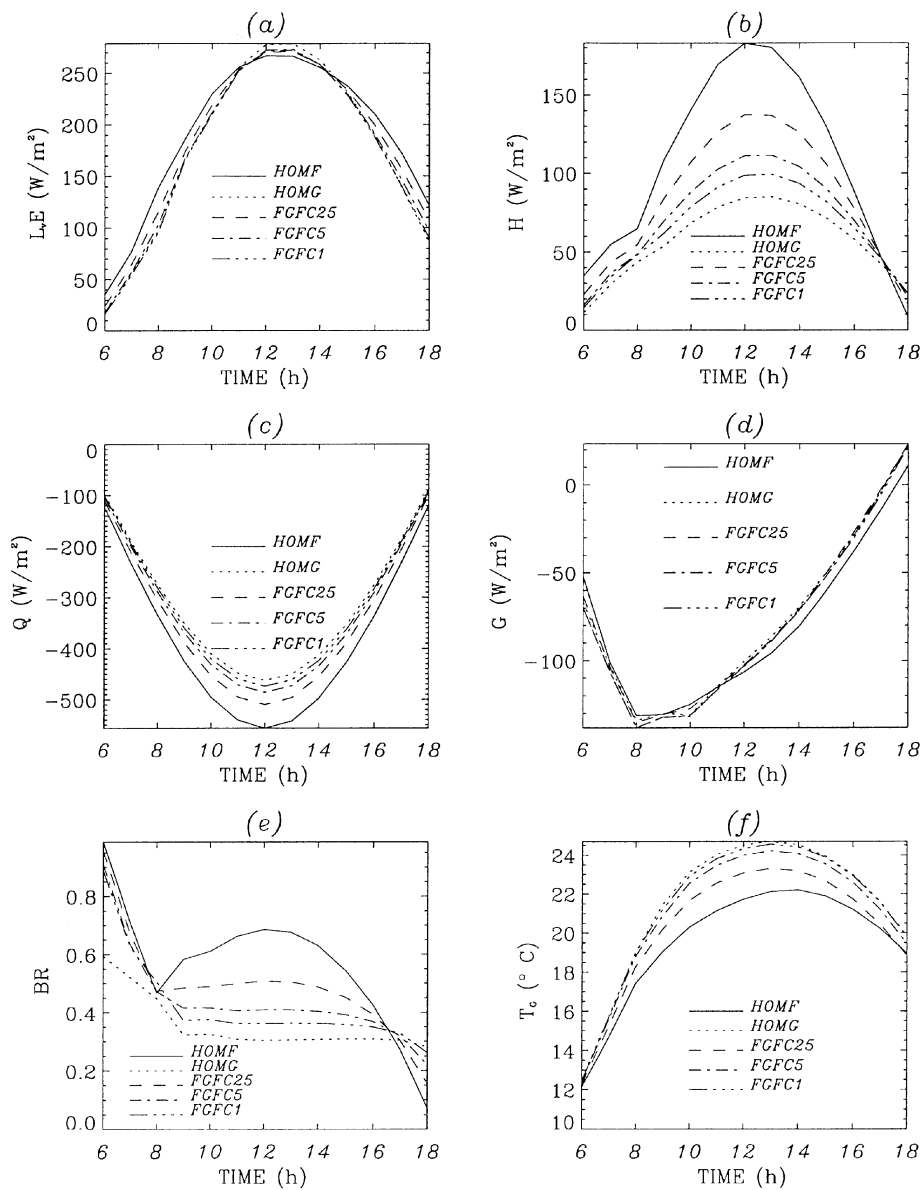 (a)
250
200
150
100
50
0
LᵥE (W/m²)
HOMF
HOMG
FGFC25
FGFC5
FGFC1
6 8 10 12 14 16 18
TIME (h)
(b)
150
100
50
0
H (W/m²)
HOMF
HOMG
FGFC25
FGFC5
FGFC1
6 8 10 12 14 16 18
TIME (h)
(c)
0
-100
-200
-300
-400
-500
Q (W/m²)
HOMF
HOMG
FGFC25
FGFC5
FGFC1
6 8 10 12 14 16 18
TIME (h)
(d)
0
-50
-100
G (W/m²)
HOMF
HOMG
FGFC25
FGFC5
FGFC1
6 8 10 12 14 16 18
TIME (h)
(e)
0.8
0.6
0.4
0.2
0.0
BR
HOMF
HOMG
FGFC25
FGFC5
FGFC1
6 8 10 12 14 16 18
TIME (h)
(f)
24
22
20
18
16
14
12
10
T_G (° C)
HOMF
HOMG
FGFC25
FGFC5
FGFC1
6 8 10 12 14 16 18
TIME (h)